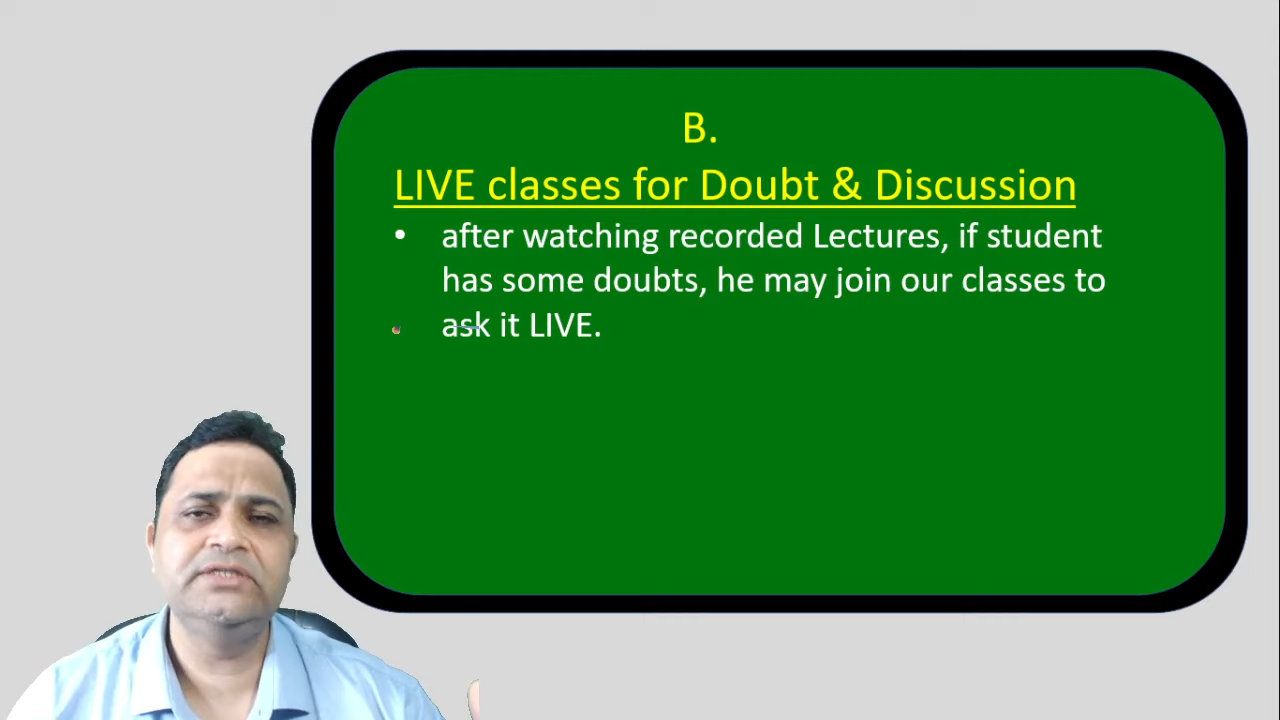 B.
LIVE classes for Doubt & Discussion
• after watching recorded Lectures, if student
has some doubts, he may join our classes to
ask it LIVE.